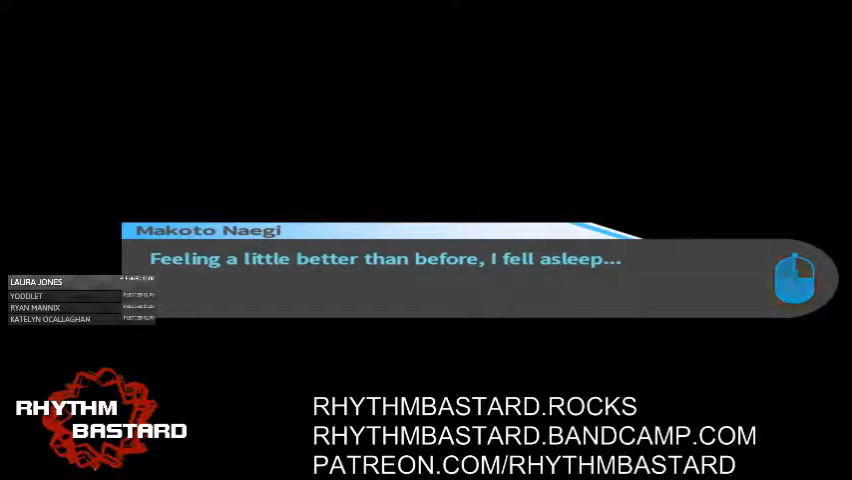 Makoto Naegi
Feeling a little better than before, I fell asleep...
LAURA JONES
YODDLET
RYAN MANNIX
KATELYN OCALLAGHAN
RHYTHM
BASTARD
RHYTHMBASTARD.ROCKS
RHYTHMBASTARD.BANDCAMP.COM
PATREON.COM/RHYTHMBASTARD